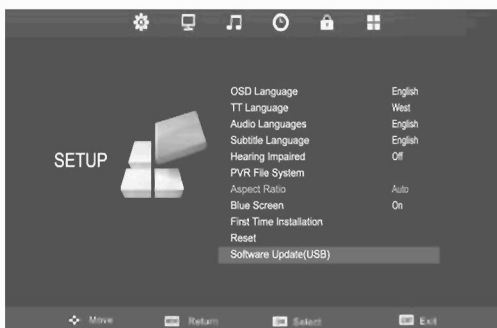 OSD Language English
TT Language West
Audio Languages English
Subtitle Language English
SETUP
Hearing Impaired Off
PVR File System
Aspect Ratio Auto
Blue Screen On
First Time Installation
Reset
Software Update(USB)
Move Return Select Exit